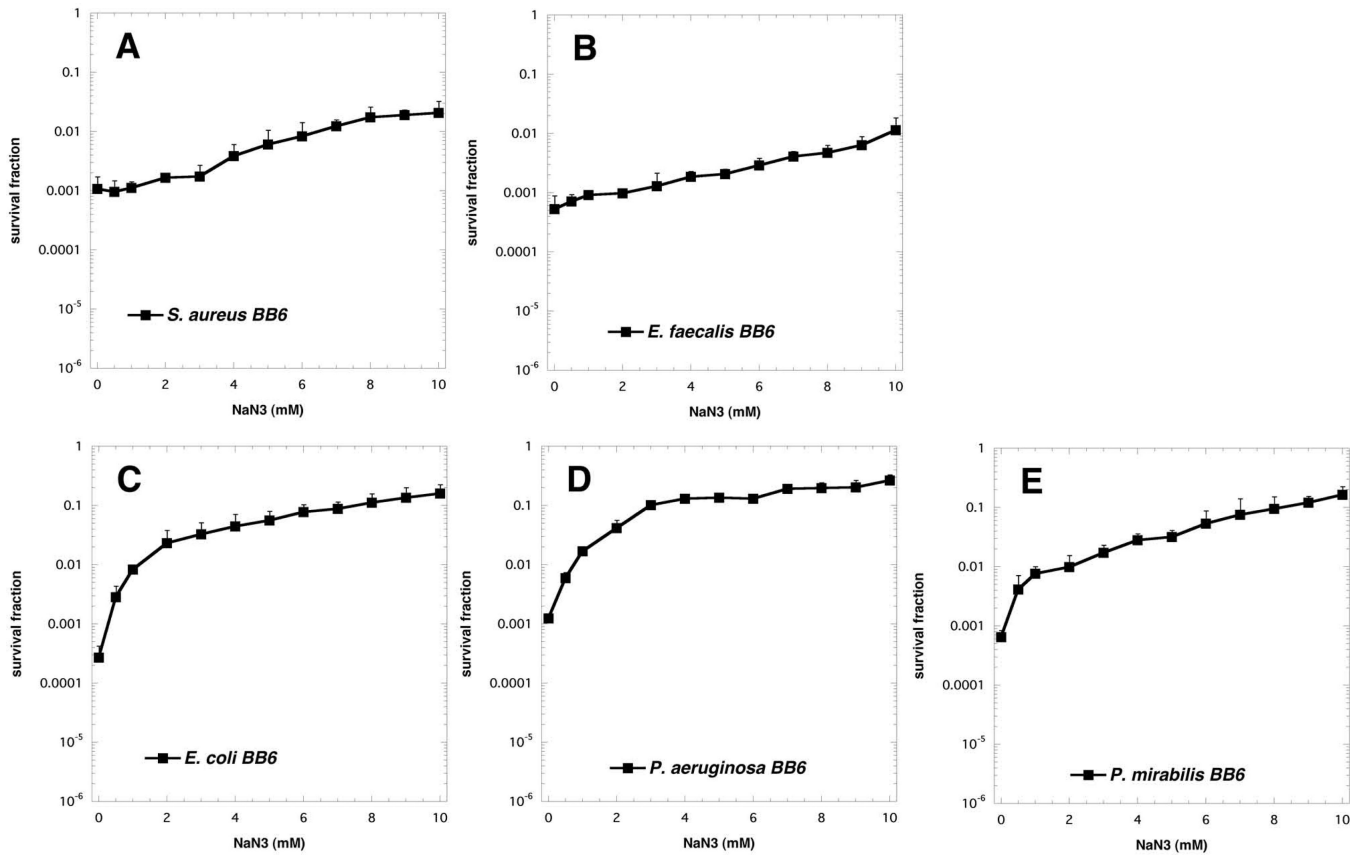 A
1
0.1
0.01
0.001
0.0001
10-5
10-6
survival fraction
S. aureus BB6
0 2 4 6 8 10
NaN3 (mM)
B
1
0.1
0.01
0.001
0.0001
10-5
10-6
survival fraction
E. faecalis BB6
0 2 4 6 8 10
NaN3 (mM)
C
1
0.1
0.01
0.001
0.0001
10-5
10-6
survival fraction
E. coli BB6
0 2 4 6 8 10
NaN3 (mM)
D
1
0.1
0.01
0.001
0.0001
10-5
10-6
survival fraction
P. aeruginosa BB6
0 2 4 6 8 10
NaN3 (mM)
E
1
0.1
0.01
0.001
0.0001
10-5
10-6
survival fraction
P. mirabilis BB6
0 2 4 6 8 10
NaN3 (mM)